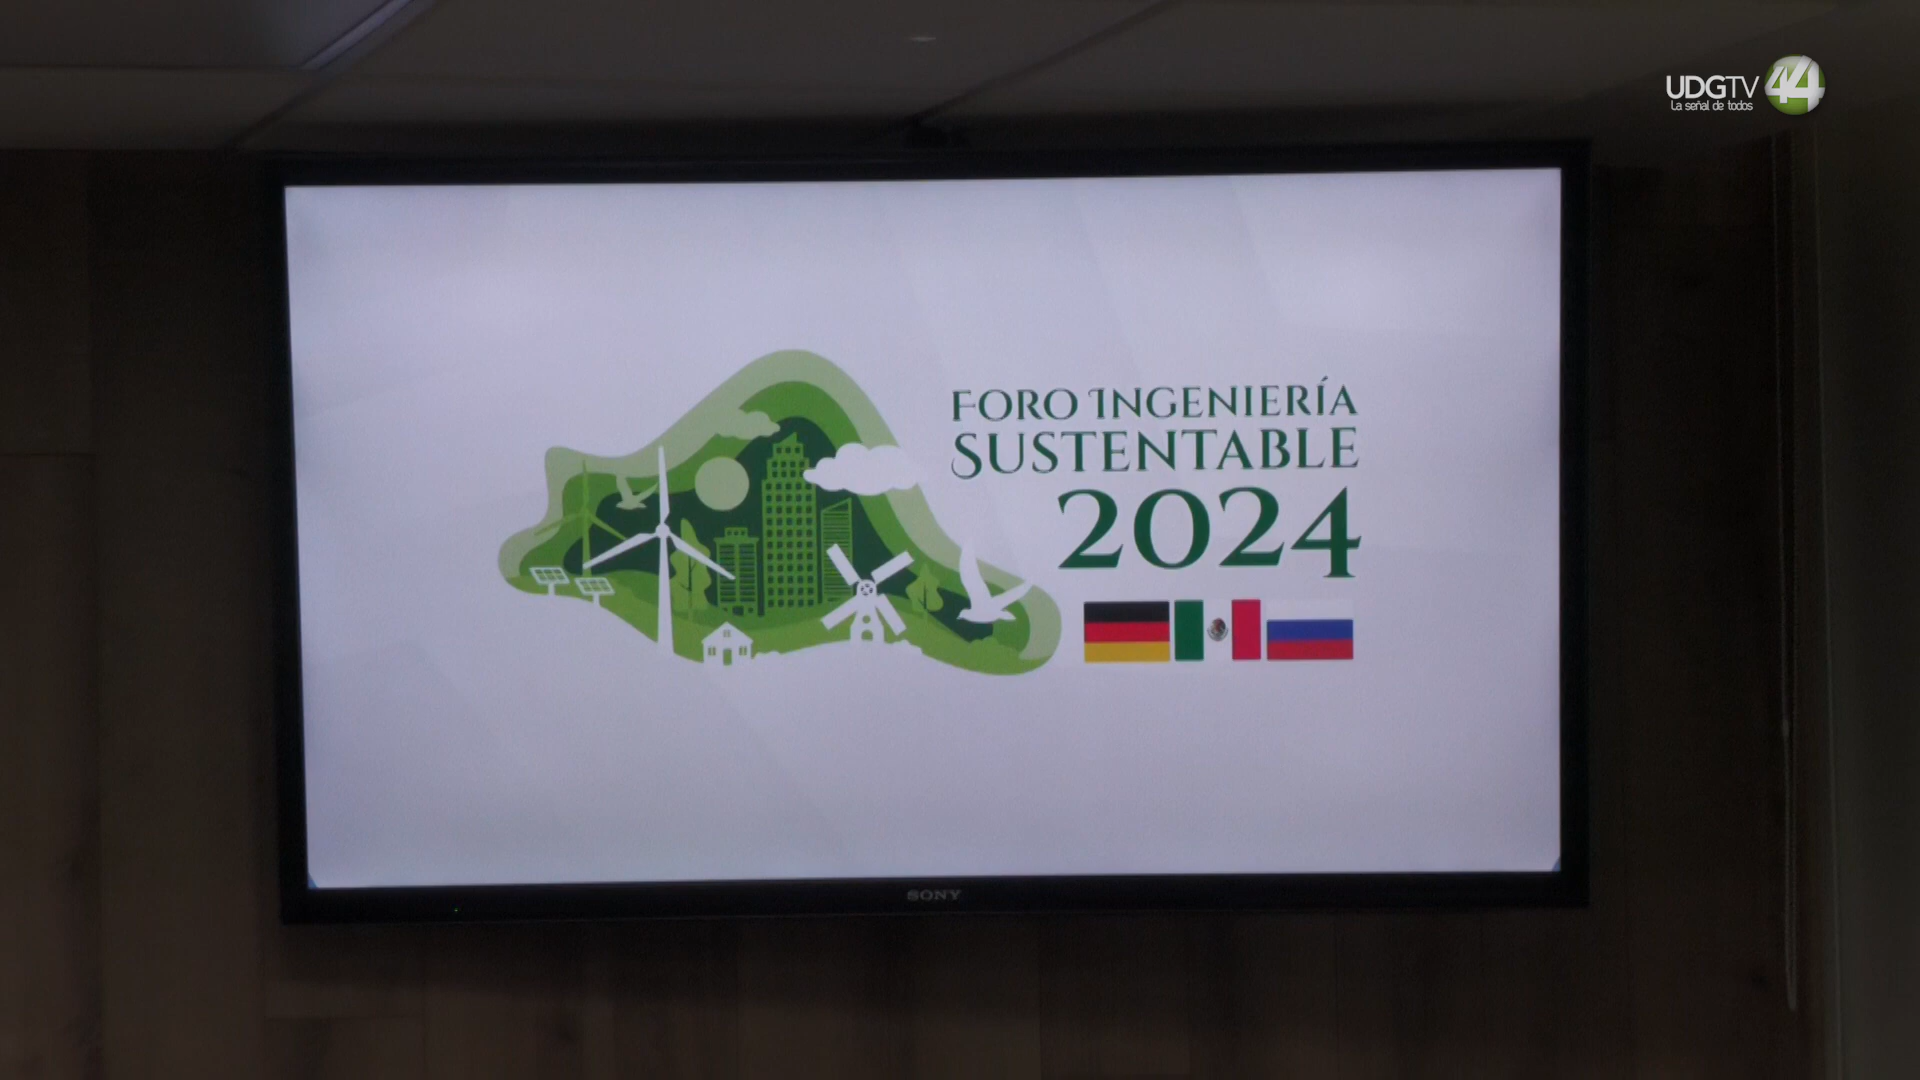 UDGTV 44
La señal de todos
FORO INGENIERÍA
SUSTENTABLE
2024
SONY